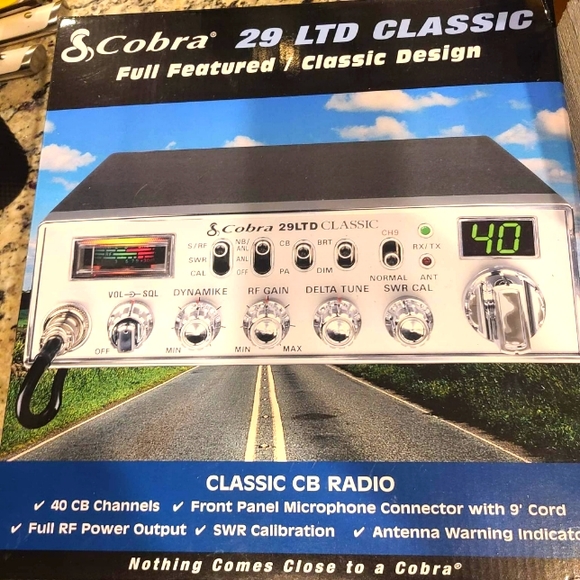 Cobra® 29 LTD CLASSIC
Full Featured / Classic Design
Cobra 29LTD CLASSIC
S/RF NB/ANL CB BRT CH9
SWR ANL RX/TX
CAL OFF PA DIM NORMAL ANT
40
VOL SQL DYNAMIKE RF GAIN DELTA TUNE SWR CAL
OFF MIN MIN MAX
CLASSIC CB RADIO
✓ 40 CB Channels ✓ Front Panel Microphone Connector with 9' Cord
✓ Full RF Power Output ✓ SWR Calibration ✓ Antenna Warning Indicato
Nothing Comes Close to a Cobra®